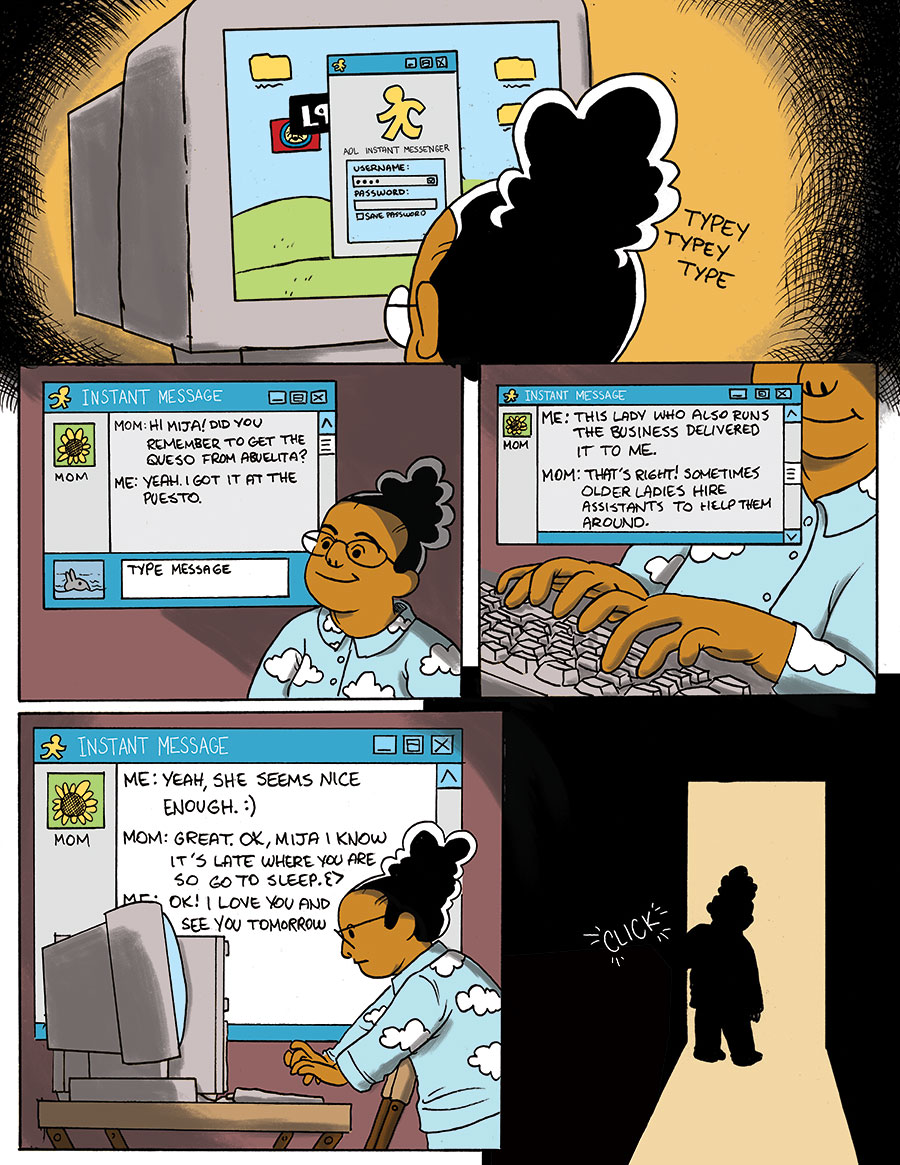 L9
AOL INSTANT MESSENGER
USERNAME:
••••
PASSWORD:
SAVE PASSWORD
TYPEY
TYPEY
TYPE
INSTANT MESSAGE
MOM
MOM: HI MIJA! DID YOU
REMEMBER TO GET THE
QUESO FROM ABUELITA?
ME: YEAH. I GOT IT AT THE
PUESTO.
TYPE MESSAGE
INSTANT MESSAGE
MOM
ME: THIS LADY WHO ALSO RUNS
THE BUSINESS DELIVERED
IT TO ME.
MOM: THAT'S RIGHT! SOMETIMES
OLDER LADIES HIRE
ASSISTANTS TO HELP THEM
AROUND.
INSTANT MESSAGE
MOM
ME: YEAH, SHE SEEMS NICE
ENOUGH. :)
MOM: GREAT. OK, MIJA I KNOW
IT'S LATE WHERE YOU ARE
SO GO TO SLEEP. {>
ME: OK! I LOVE YOU AND
SEE YOU TOMORROW
CLICK